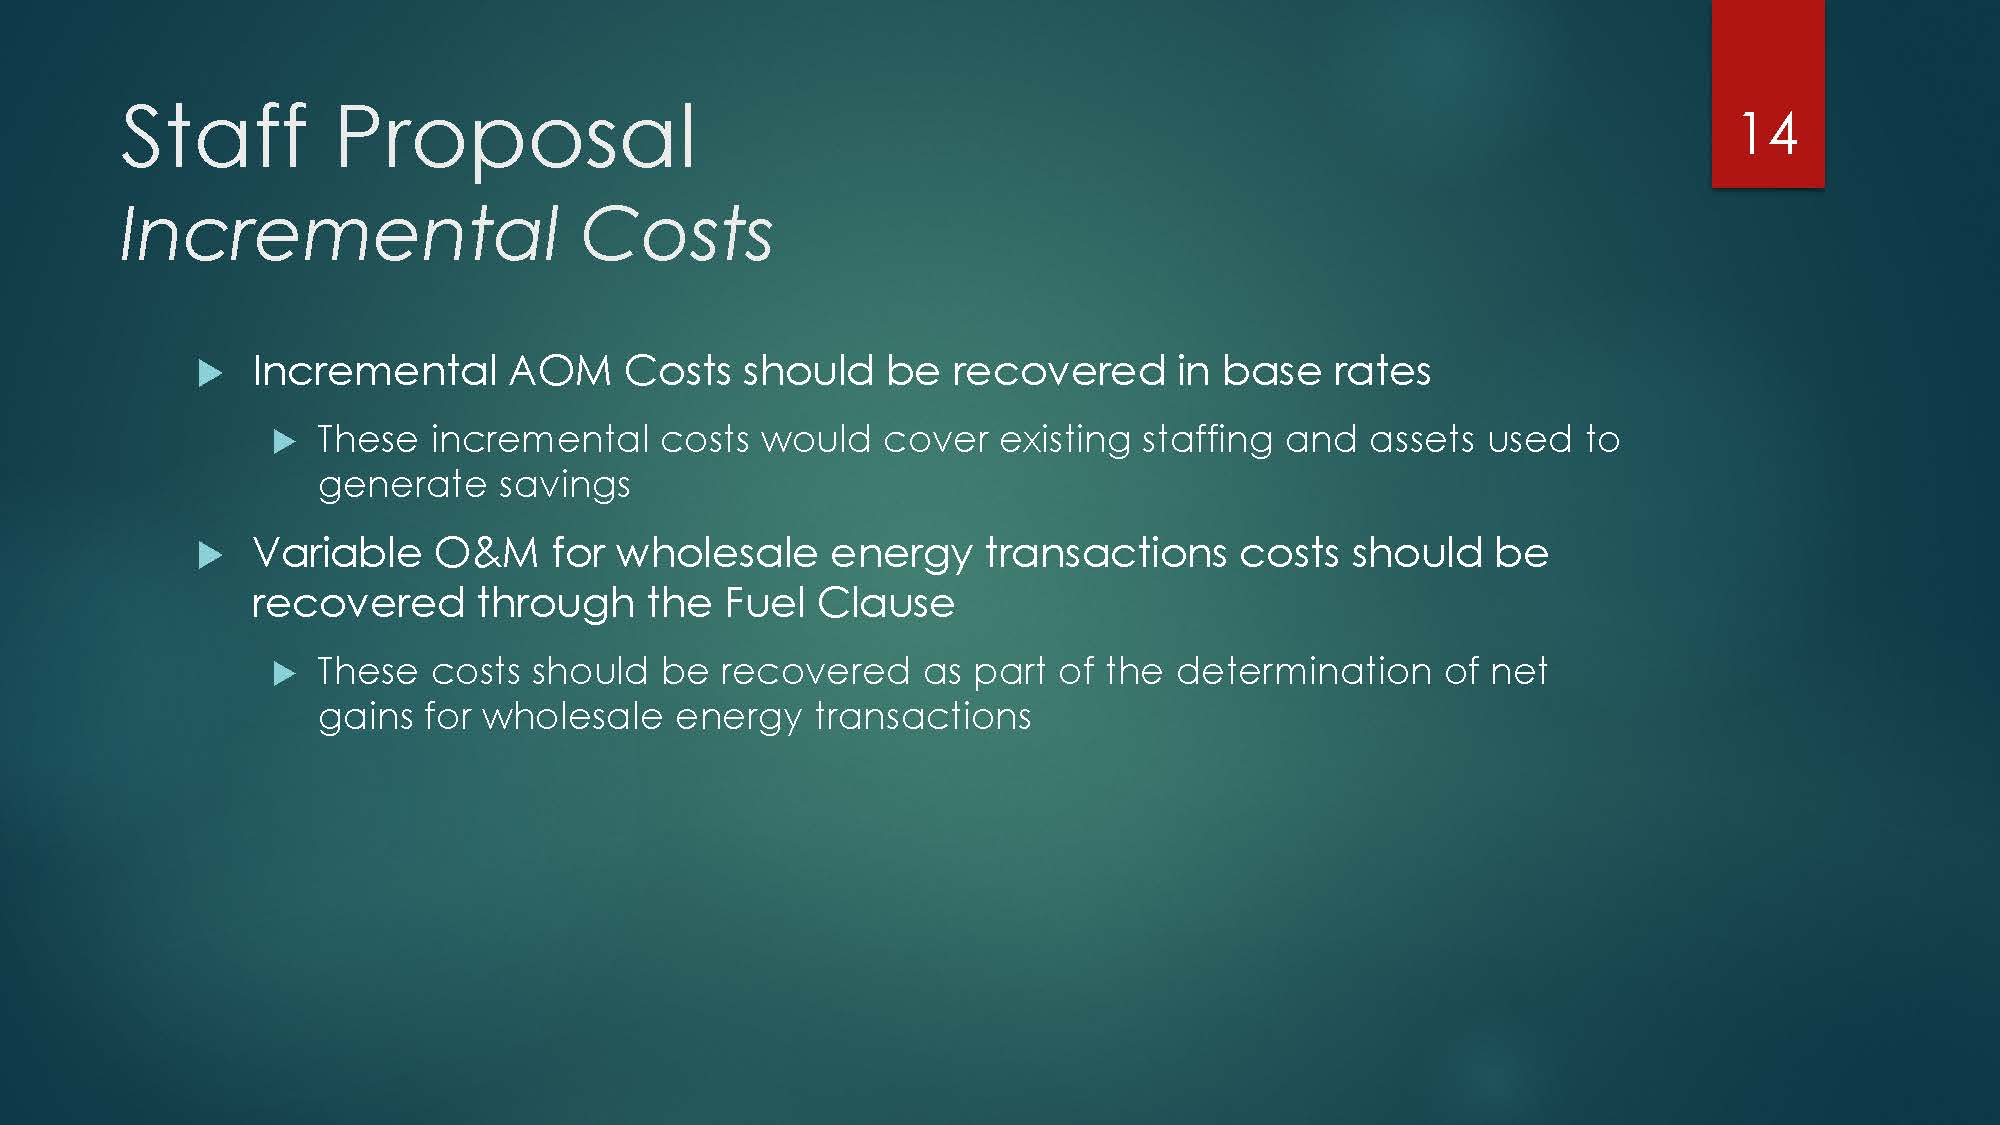 Staff Proposal
Incremental Costs
14
Incremental AOM Costs should be recovered in base rates
These incremental costs would cover existing staffing and assets used to
generate savings
Variable O&M for wholesale energy transactions costs should be
recovered through the Fuel Clause
These costs should be recovered as part of the determination of net
gains for wholesale energy transactions